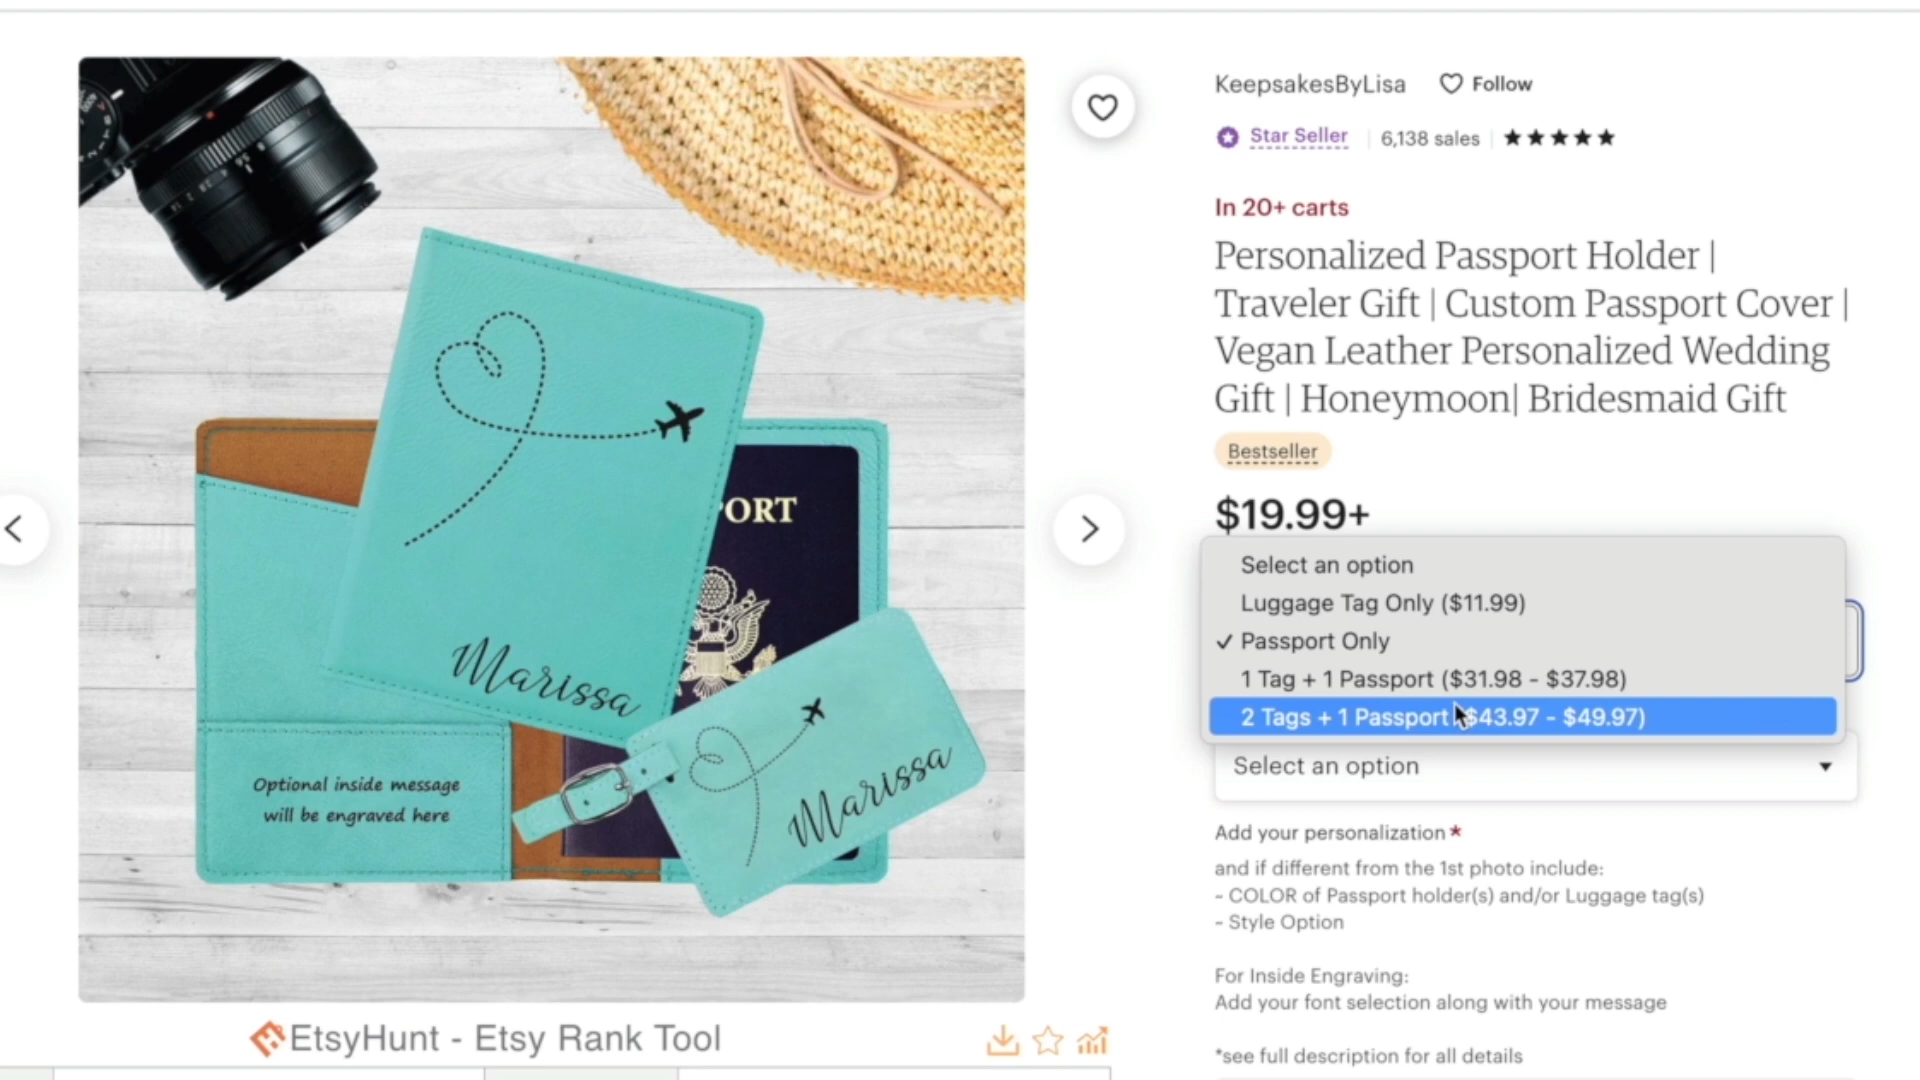 KeepsakesByLisa Follow
Star Seller 6,138 sales
In 20+ carts
Personalized Passport Holder |
Traveler Gift | Custom Passport Cover |
Vegan Leather Personalized Wedding
Gift | Honeymoon| Bridesmaid Gift
Bestseller
$19.99+
Select an option
Luggage Tag Only ($11.99)
✓ Passport Only
1 Tag + 1 Passport ($31.98 - $37.98)
2 Tags + 1 Passport ($43.97 - $49.97)
Select an option
Add your personalization *
and if different from the 1st photo include:
~ COLOR of Passport holder(s) and/or Luggage tag(s)
~ Style Option
For Inside Engraving:
Add your font selection along with your message
*see full description for all details
PORT
Marissa
Marissa
Optional inside message
will be engraved here
EtsyHunt - Etsy Rank Tool